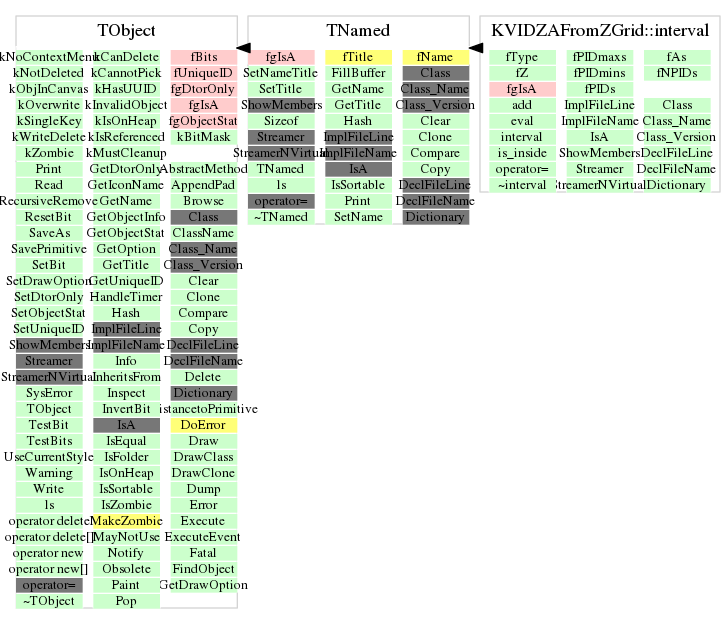 TObject
kNoContextMenu
kNotDeleted
kObjInCanvas
kOverwrite
kSingleKey
kWriteDelete
kZombie
Print
Read
RecursiveRemove
ResetBit
SaveAs
SavePrimitive
SetBit
SetDrawOption
SetDtorOnly
SetObjectStat
SetUniqueID
ShowMembers
Streamer
StreamerNVirtua
SysError
TObject
TestBit
TestBits
UseCurrentStyle
Warning
Write
ls
operator delete
operator delete[]
operator new
operator new[]
operator=
~TObject
kCanDelete
kCannotPick
kHasUUID
kInvalidObject
kIsOnHeap
kIsReferenced
kMustCleanup
GetDtorOnly
GetIconName
GetName
GetObjectInfo
GetObjectStat
GetOption
GetTitle
GetUniqueID
HandleTimer
Hash
ImplFileLine
ImplFileName
Info
InheritsFrom
Inspect
InvertBit
IsA
IsEqual
IsFolder
IsOnHeap
IsSortable
IsZombie
MakeZombie
MayNotUse
Notify
Obsolete
Paint
Pop
fBits
fUniqueID
fgDtorOnly
fgIsA
fgObjectStat
kBitMask
AbstractMethod
AppendPad
Browse
Class
ClassName
Class_Name
Class_Version
Clear
Clone
Compare
Copy
DeclFileLine
DeclFileName
Delete
Dictionary
istancetoPrimitive
DoError
Draw
DrawClass
DrawClone
Dump
Error
Execute
ExecuteEvent
Fatal
FindObject
GetDrawOption
TNamed
fgIsA
SetNameTitle
SetTitle
ShowMembers
Sizeof
Streamer
StreamerNVirtual
TNamed
ls
operator=
~TNamed
fTitle
FillBuffer
GetName
GetTitle
Hash
ImplFileLine
ImplFileName
IsA
IsSortable
Print
SetName
fName
Class
Class_Name
Class_Version
Clear
Clone
Compare
Copy
DeclFileLine
DeclFileName
Dictionary
KVIDZAFromZGrid::interval
fType
fZ
fgIsA
add
eval
interval
is_inside
operator=
~interval
fPIDmaxs
fPIDmins
fPIDs
ImplFileLine
ImplFileName
IsA
ShowMembers
Streamer
StreamerNVirtual
fAs
fNPIDs
Class
Class_Name
Class_Version
DeclFileLine
DeclFileName
Dictionary